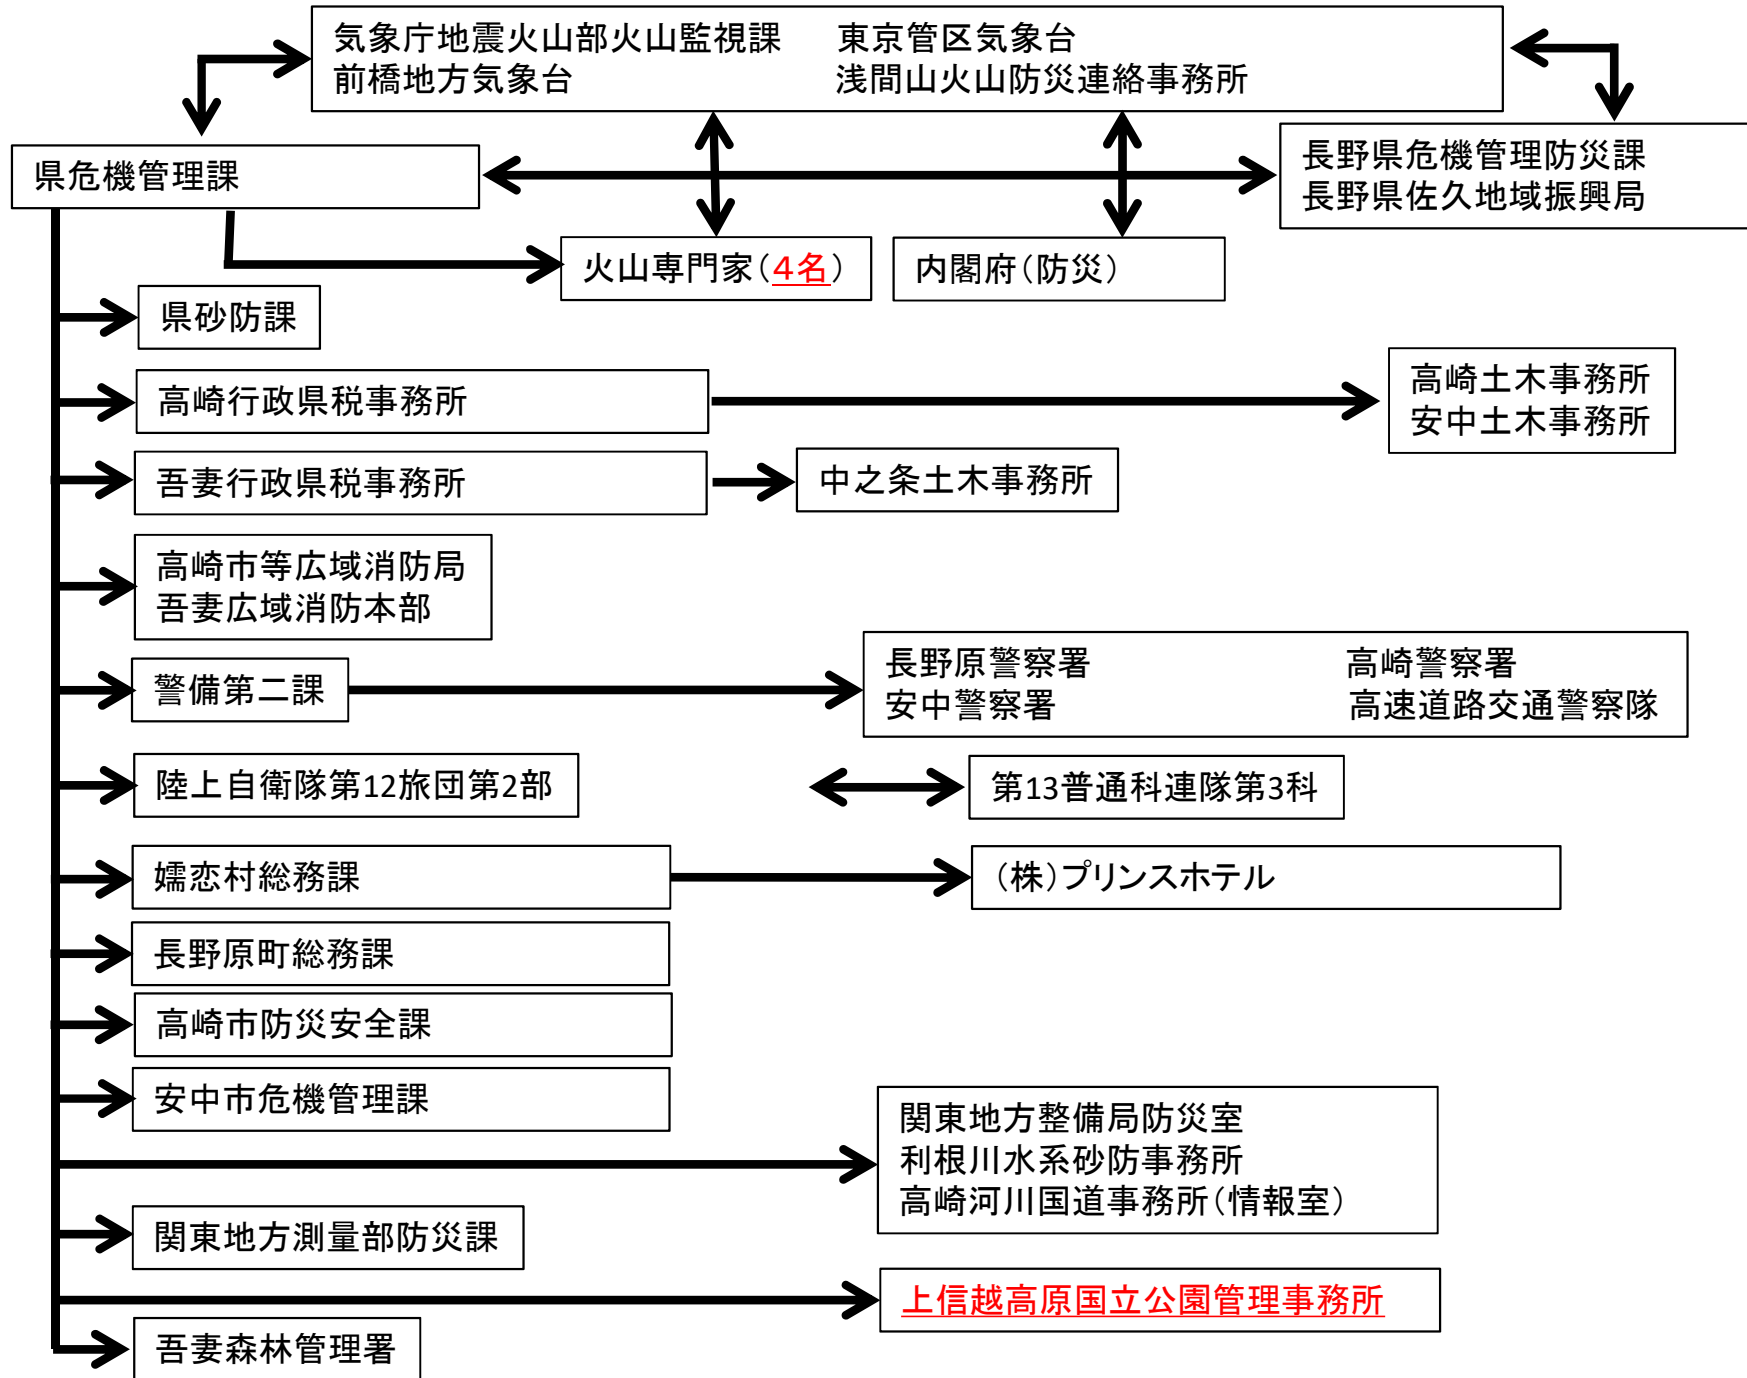 気象庁地震火山部火山監視課　東京管区気象台
前橋地方気象台　浅間山火山防災連絡事務所
県危機管理課
長野県危機管理防災課
長野県佐久地域振興局
火山専門家（４名）
内閣府（防災）
県砂防課
高崎行政県税事務所
高崎土木事務所
安中土木事務所
吾妻行政県税事務所
中之条土木事務所
高崎市等広域消防局
吾妻広域消防本部
警備第二課
長野原警察署　高崎警察署
安中警察署　高速道路交通警察隊
陸上自衛隊第12旅団第2部
第13普通科連隊第3科
嬬恋村総務課
（株）プリンスホテル
長野原町総務課
高崎市防災安全課
安中市危機管理課
関東地方整備局防災室
利根川水系砂防事務所
高崎河川国道事務所（情報室）
関東地方測量部防災課
上信越高原国立公園管理事務所
吾妻森林管理署